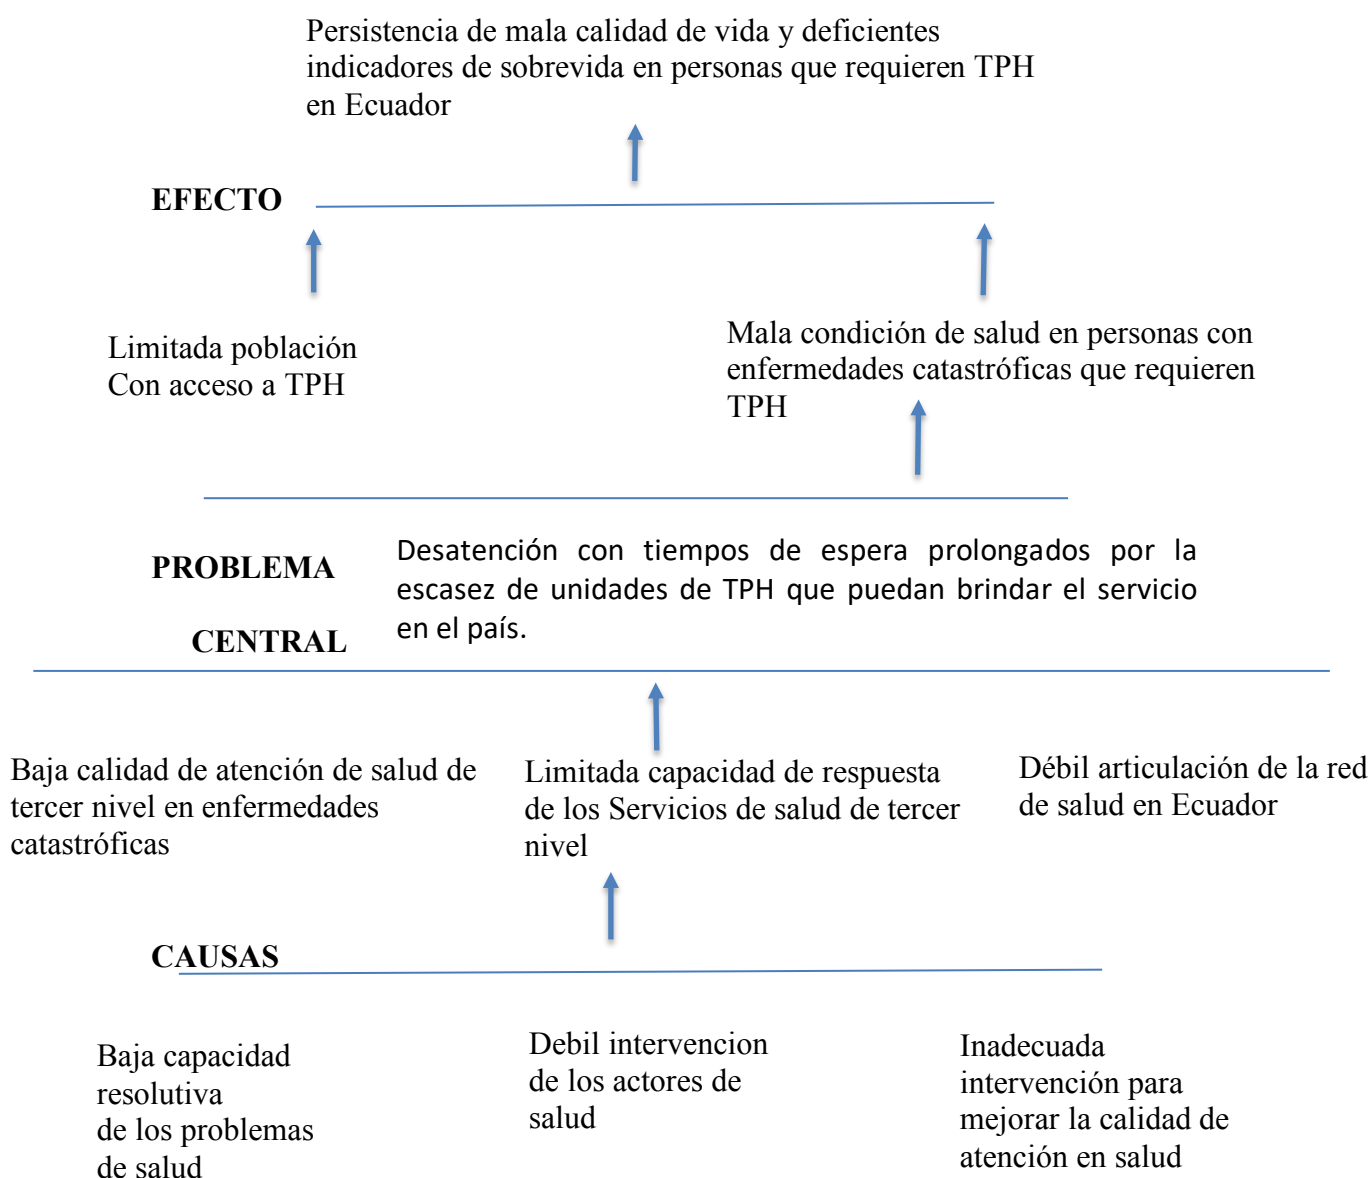 Persistencia de mala calidad de vida y deficientes
indicadores de sobrevida en personas que requieren TPH
en Ecuador
EFECTO
Limitada población
Con acceso a TPH
Mala condición de salud en personas con
enfermedades catastróficas que requieren
TPH
PROBLEMA
CENTRAL
Desatención con tiempos de espera prolongados por la
escasez de unidades de TPH que puedan brindar el servicio
en el país.
Baja calidad de atención de salud de
tercer nivel en enfermedades
catastróficas
Limitada capacidad de respuesta
de los Servicios de salud de tercer
nivel
Débil articulación de la red
de salud en Ecuador
CAUSAS
Baja capacidad
resolutiva
de los problemas
de salud
Debil intervencion
de los actores de
salud
Inadecuada
intervención para
mejorar la calidad de
atención en salud